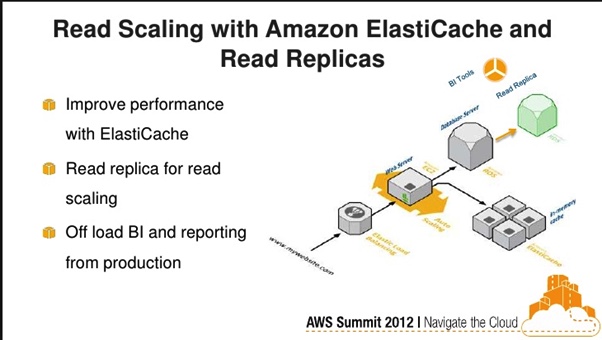 Read Scaling with Amazon ElastiCache and
Read Replicas
Improve performance
with ElastiCache
Read replica for read
scaling
Off load BI and reporting
from production
BI Tools
Read Replica
Database Server
RDS
Web Server
EC2
RDS
Auto
Scaling
Elastic Load
Balancing
www.mywebsite.com
In-memory
cache
ElastiCache
AWS Summit 2012 | Navigate the Cloud